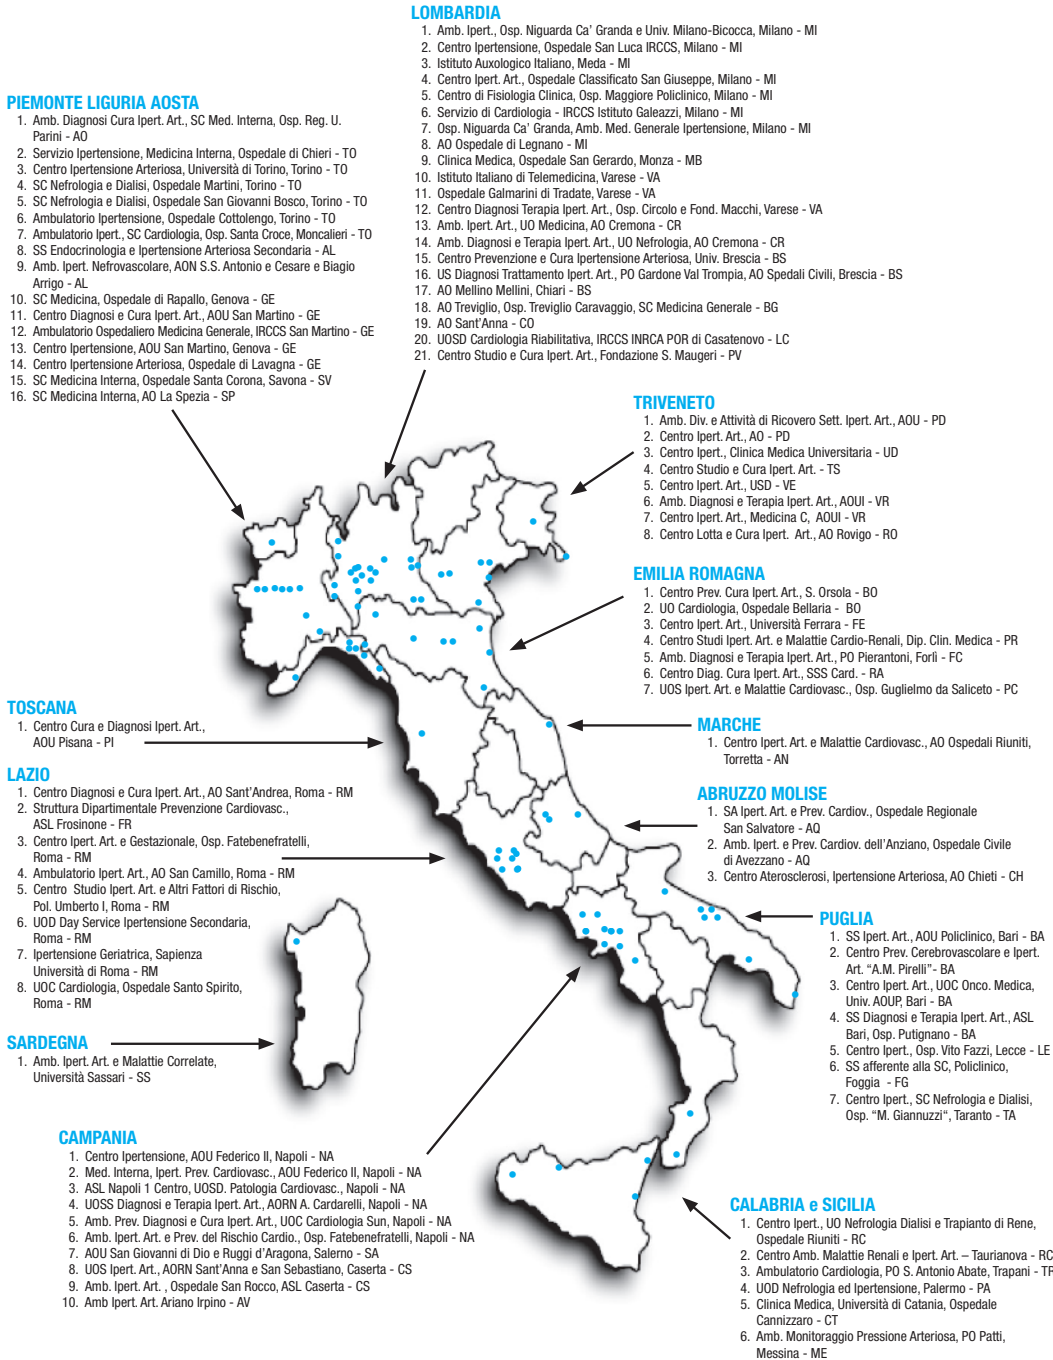 LOMBARDIA
1. Amb. Ipert., Osp. Niguarda Ca' Granda e Univ. Milano-Bicocca, Milano - MI
2. Centro Ipertensione, Ospedale San Luca IRCCS, Milano - MI
3. Istituto Auxologico Italiano, Meda - MI
4. Centro Ipert. Art., Ospedale Classificato San Giuseppe, Milano - MI
5. Centro di Fisiologia Clinica, Osp. Maggiore Policlinico, Milano - MI
6. Servizio di Cardiologia - IRCCS Istituto Galeazzi, Milano - MI
7. Osp. Niguarda Ca' Granda, Amb. Med. Generale Ipertensione, Milano - MI
8. AO Ospedale di Legnano - MI
9. Clinica Medica, Ospedale San Gerardo, Monza - MB
10. Istituto Italiano di Telemedicina, Varese - VA
11. Ospedale Galmarini di Tradate, Varese - VA
12. Centro Diagnosi Terapia Ipert. Art., Osp. Circolo e Fond. Macchi, Varese - VA
13. Amb. Ipert. Art., UO Medicina, AO Cremona - CR
14. Amb. Diagnosi e Terapia Ipert. Art., UO Nefrologia, AO Cremona - CR
15. Centro Prevenzione e Cura Ipertensione Arteriosa, Univ. Brescia - BS
16. US Diagnosi Trattamento Ipert. Art., PO Gardone Val Trompia, AO Spedali Civili, Brescia - BS
17. AO Mellino Mellini, Chiari - BS
18. AO Treviglio, Osp. Treviglio Caravaggio, SC Medicina Generale - BG
19. AO Sant'Anna - CO
20. UOSD Cardiologia Riabilitativa, IRCCS INRCA POR di Casatenovo - LC
21. Centro Studio e Cura Ipert. Art., Fondazione S. Maugeri - PV
PIEMONTE LIGURIA AOSTA
1. Amb. Diagnosi Cura Ipert. Art., SC Med. Interna, Osp. Reg. U.
Parini - AO
2. Servizio Ipertensione, Medicina Interna, Ospedale di Chieri - TO
3. Centro Ipertensione Arteriosa, Università di Torino, Torino - TO
4. SC Nefrologia e Dialisi, Ospedale Martini, Torino - TO
5. SC Nefrologia e Dialisi, Ospedale San Giovanni Bosco, Torino - TO
6. Ambulatorio Ipertensione, Ospedale Cottolengo, Torino - TO
7. Ambulatorio Ipert., SC Cardiologia, Osp. Santa Croce, Moncalieri - TO
8. SS Endocrinologia e Ipertensione Arteriosa Secondaria - AL
9. Amb. Ipert. Nefrovascolare, AON S.S. Antonio e Cesare e Biagio
Arrigo - AL
10. SC Medicina, Ospedale di Rapallo, Genova - GE
11. Centro Diagnosi e Cura Ipert. Art., AOU San Martino - GE
12. Ambulatorio Ospedaliero Medicina Generale, IRCCS San Martino - GE
13. Centro Ipertensione, AOU San Martino, Genova - GE
14. Centro Ipertensione Arteriosa, Ospedale di Lavagna - GE
15. SC Medicina Interna, Ospedale Santa Corona, Savona - SV
16. SC Medicina Interna, AO La Spezia - SP
TRIVENETO
1. Amb. Div. e Attività di Ricovero Sett. Ipert. Art., AOU - PD
2. Centro Ipert. Art., AO - PD
3. Centro Ipert., Clinica Medica Universitaria - UD
4. Centro Studio e Cura Ipert. Art. - TS
5. Centro Ipert. Art., USD - VE
6. Amb. Diagnosi e Terapia Ipert. Art., AOUI - VR
7. Centro Ipert. Art., Medicina C, AOUI - VR
8. Centro Lotta e Cura Ipert. Art., AO Rovigo - RO
EMILIA ROMAGNA
1. Centro Prev. Cura Ipert. Art., S. Orsola - BO
2. UO Cardiologia, Ospedale Bellaria - BO
3. Centro Ipert. Art., Università Ferrara - FE
4. Centro Studi Ipert. Art. e Malattie Cardio-Renali, Dip. Clin. Medica - PR
5. Amb. Diagnosi e Terapia Ipert. Art., PO Pierantoni, Forlì - FC
6. Centro Diag. Cura Ipert. Art., SSS Card. - RA
7. UOS Ipert. Art. e Malattie Cardiovasc., Osp. Guglielmo da Saliceto - PC
TOSCANA
1. Centro Cura e Diagnosi Ipert. Art.,
AOU Pisana - PI
MARCHE
1. Centro Ipert. Art. e Malattie Cardiovasc., AO Ospedali Riuniti,
Torretta - AN
LAZIO
1. Centro Diagnosi e Cura Ipert. Art., AO Sant'Andrea, Roma - RM
2. Struttura Dipartimentale Prevenzione Cardiovasc.,
ASL Frosinone - FR
3. Centro Ipert. Art. e Gestazionale, Osp. Fatebenefratelli,
Roma - RM
4. Ambulatorio Ipert. Art., AO San Camillo, Roma - RM
5. Centro Studio Ipert. Art. e Altri Fattori di Rischio,
Pol. Umberto I, Roma - RM
6. UOD Day Service Ipertensione Secondaria,
Roma - RM
7. Ipertensione Geriatrica, Sapienza
Università di Roma - RM
8. UOC Cardiologia, Ospedale Santo Spirito,
Roma - RM
ABRUZZO MOLISE
1. SA Ipert. Art. e Prev. Cardiov., Ospedale Regionale
San Salvatore - AQ
2. Amb. Ipert. e Prev. Cardiov. dell'Anziano, Ospedale Civile
di Avezzano - AQ
3. Centro Aterosclerosi, Ipertensione Arteriosa, AO Chieti - CH
PUGLIA
1. SS Ipert. Art., AOU Policlinico, Bari - BA
2. Centro Prev. Cerebrovascolare e Ipert.
Art. "A.M. Pirelli"- BA
3. Centro Ipert. Art., UOC Onco. Medica,
Univ. AOUP, Bari - BA
4. SS Diagnosi e Terapia Ipert. Art., ASL
Bari, Osp. Putignano - BA
5. Centro Ipert., Osp. Vito Fazzi, Lecce - LE
6. SS afferente alla SC, Policlinico,
Foggia - FG
7. Centro Ipert., SC Nefrologia e Dialisi,
Osp. "M. Giannuzzi“, Taranto - TA
SARDEGNA
1. Amb. Ipert. Art. e Malattie Correlate,
Università Sassari - SS
CAMPANIA
1. Centro Ipertensione, AOU Federico II, Napoli - NA
2. Med. Interna, Ipert. Prev. Cardiovasc., AOU Federico II, Napoli - NA
3. ASL Napoli 1 Centro, UOSD. Patologia Cardiovasc., Napoli - NA
4. UOSS Diagnosi e Terapia Ipert. Art., AORN A. Cardarelli, Napoli - NA
5. Amb. Prev. Diagnosi e Cura Ipert. Art., UOC Cardiologia Sun, Napoli - NA
6. Amb. Ipert. Art. e Prev. del Rischio Cardio., Osp. Fatebenefratelli, Napoli - NA
7. AOU San Giovanni di Dio e Ruggi d'Aragona, Salerno - SA
8. UOS Ipert. Art., AORN Sant'Anna e San Sebastiano, Caserta - CS
9. Amb. Ipert. Art. , Ospedale San Rocco, ASL Caserta - CS
10. Amb Ipert. Art. Ariano Irpino - AV
CALABRIA e SICILIA
1. Centro Ipert., UO Nefrologia Dialisi e Trapianto di Rene,
Ospedale Riuniti - RC
2. Centro Amb. Malattie Renali e Ipert. Art. – Taurianova - RC
3. Ambulatorio Cardiologia, PO S. Antonio Abate, Trapani - TP
4. UOD Nefrologia ed Ipertensione, Palermo - PA
5. Clinica Medica, Università di Catania, Ospedale
Cannizzaro - CT
6. Amb. Monitoraggio Pressione Arteriosa, PO Patti,
Messina - ME